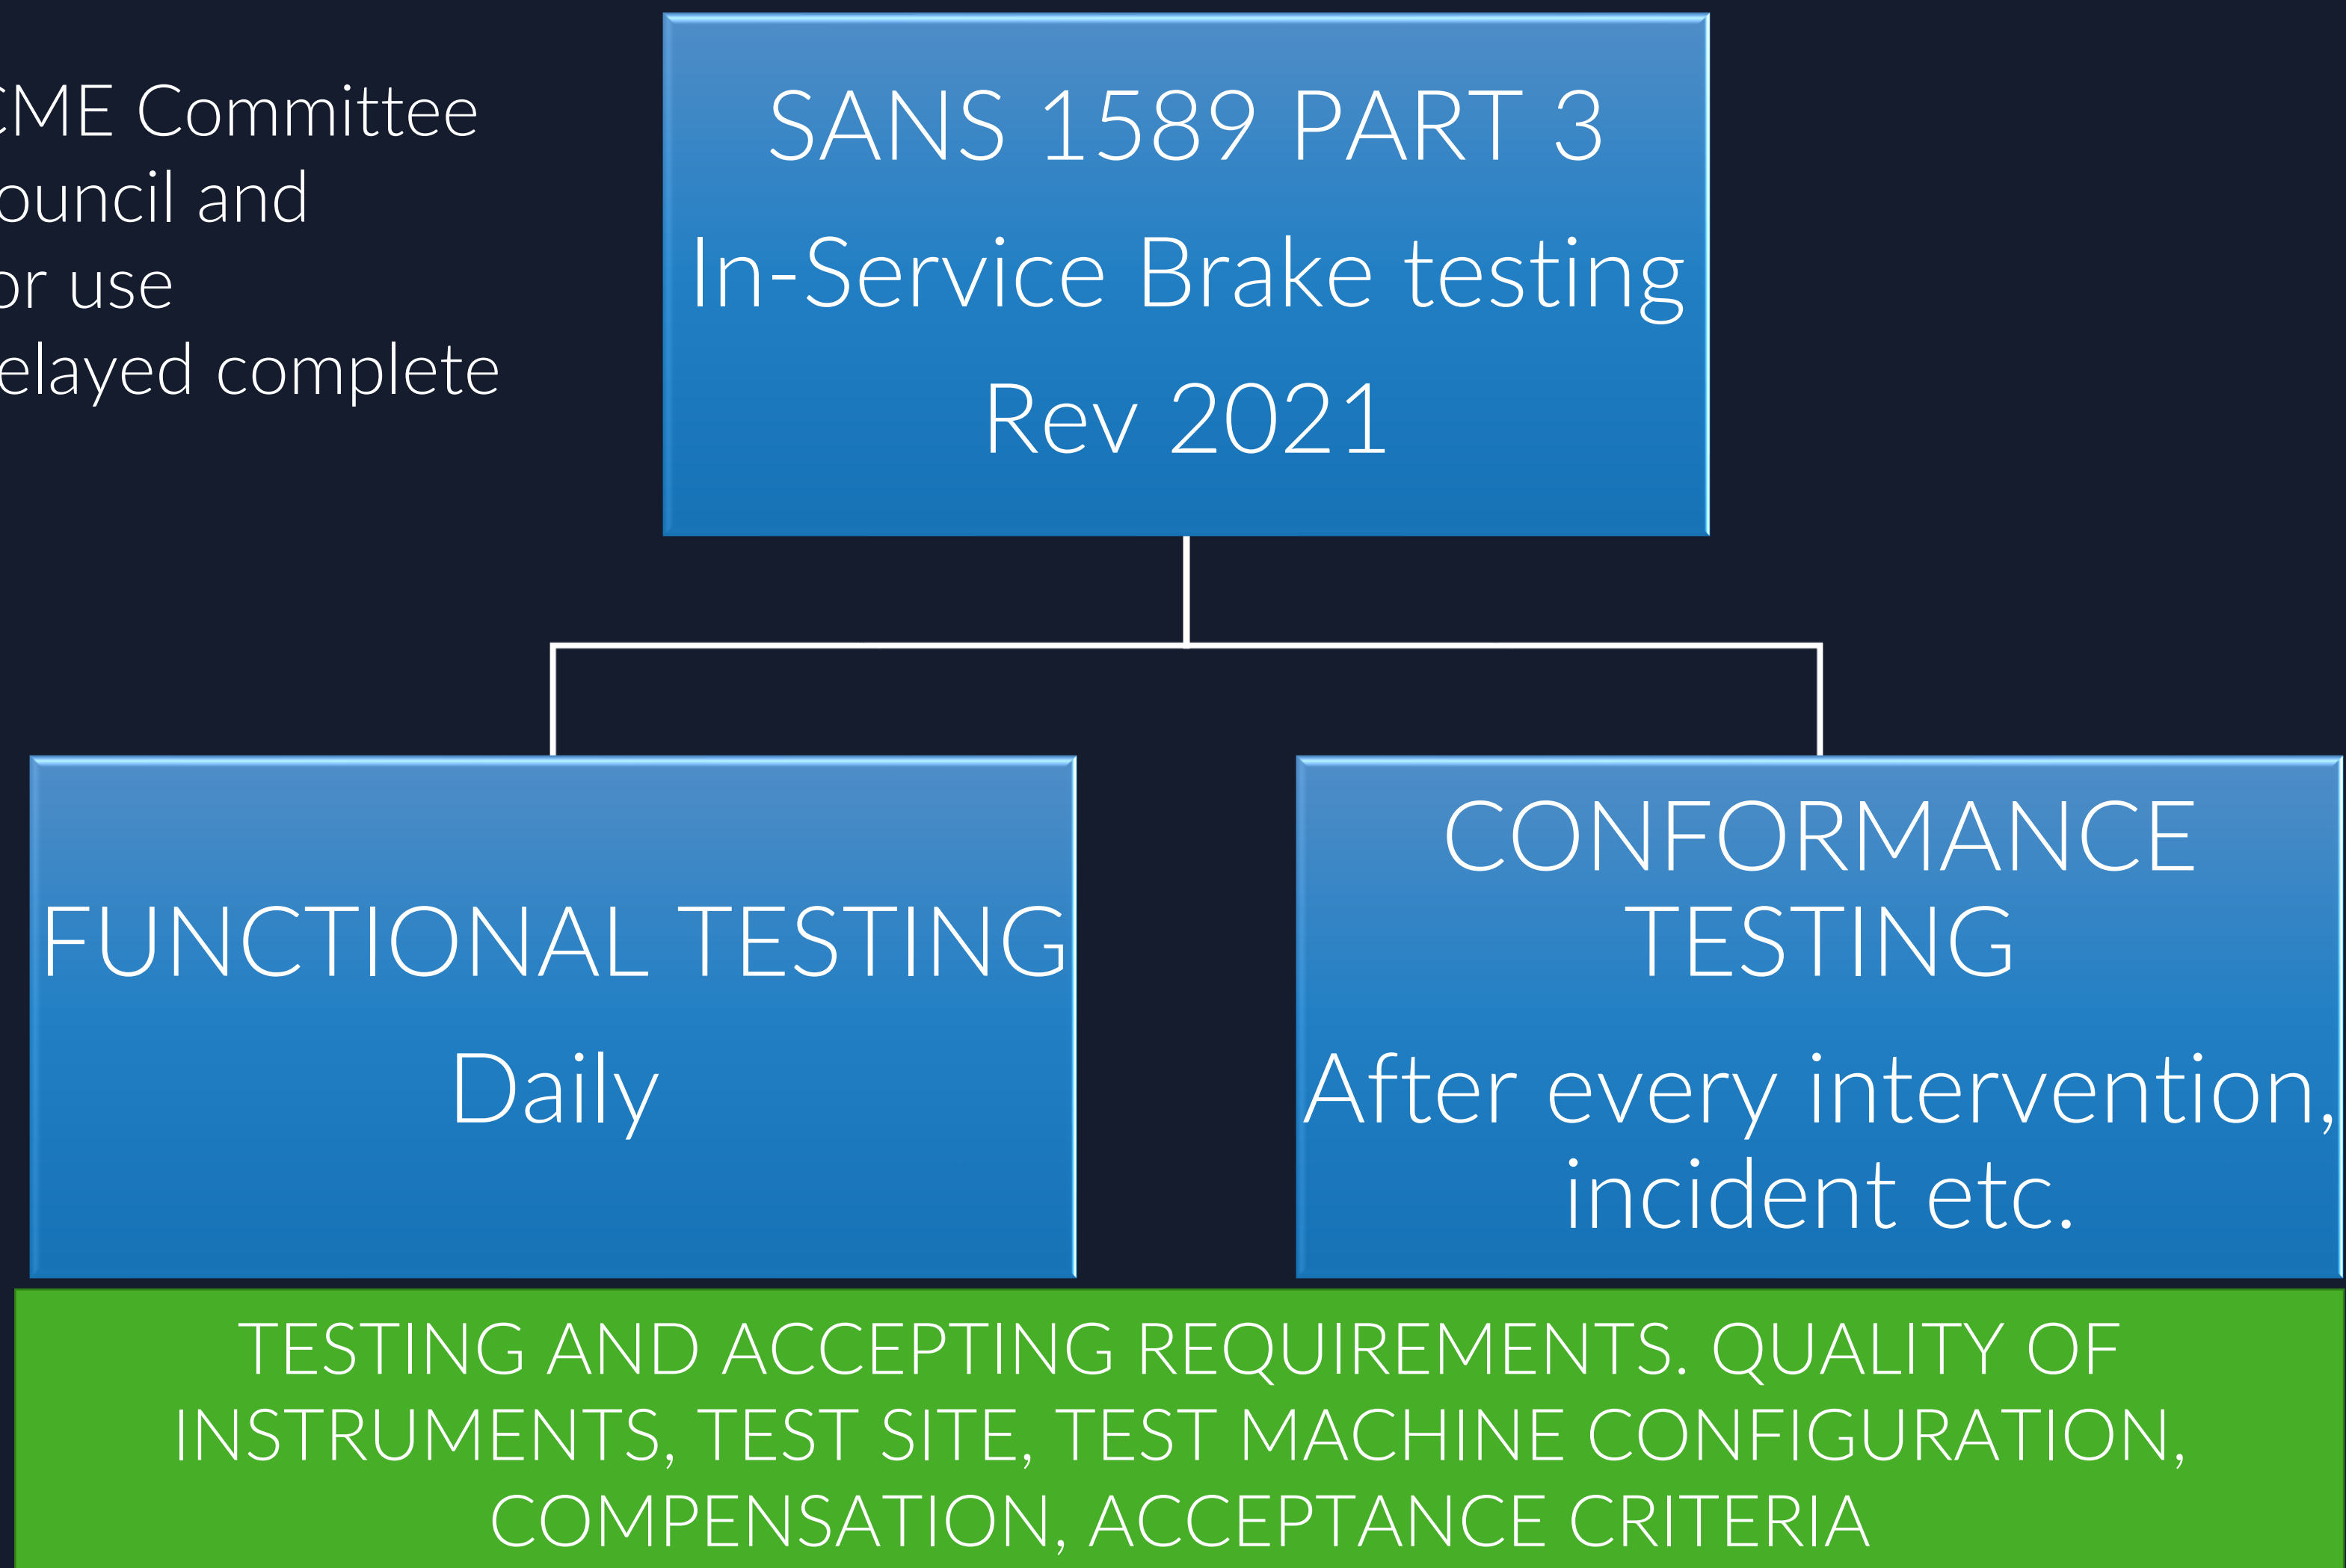 CME Committee
ouncil and
or use
elayed complete
SANS 1589 PART 3
In-Service Brake testing
Rev 2021
FUNCTIONAL TESTING
Daily
CONFORMANCE
TESTING
After every intervention,
incident etc.
TESTING AND ACCEPTING REQUIREMENTS. QUALITY OF
INSTRUMENTS, TEST SITE, TEST MACHINE CONFIGURATION,
COMPENSATION, ACCEPTANCE CRITERIA